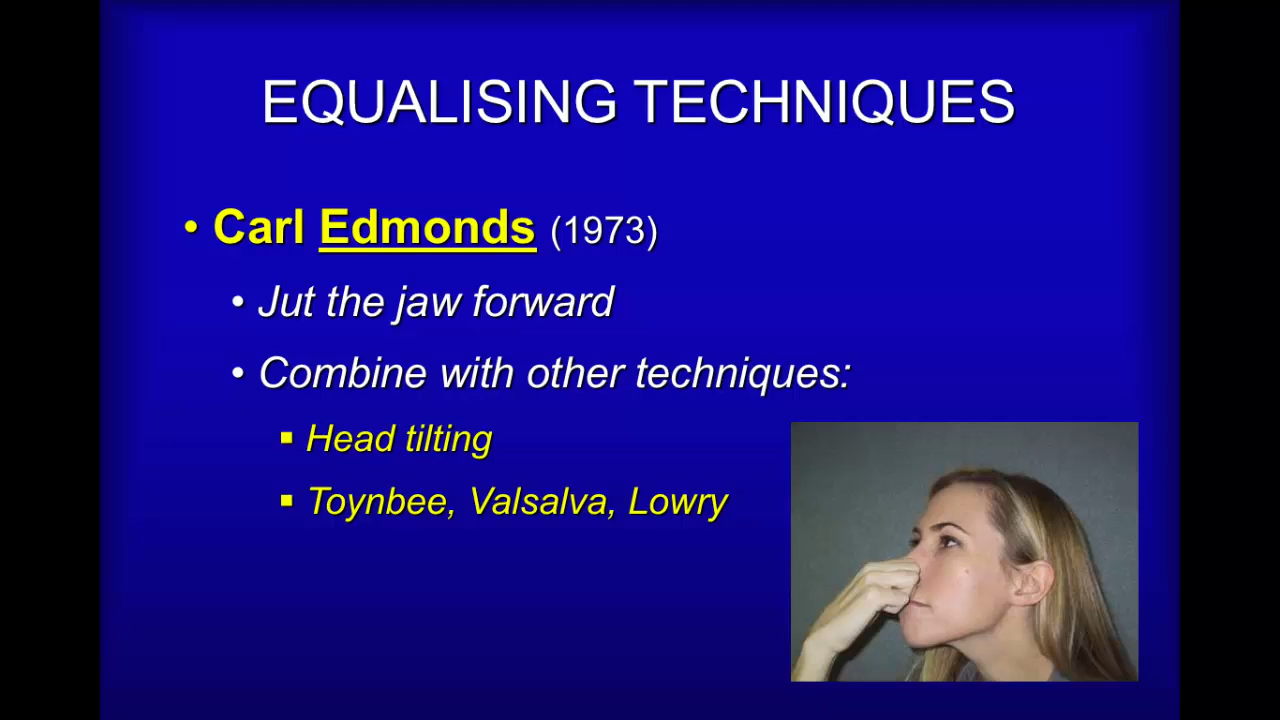 EQUALISING TECHNIQUES
• Carl Edmonds (1973)
• Jut the jaw forward
• Combine with other techniques:
▪ Head tilting
▪ Toynbee, Valsalva, Lowry